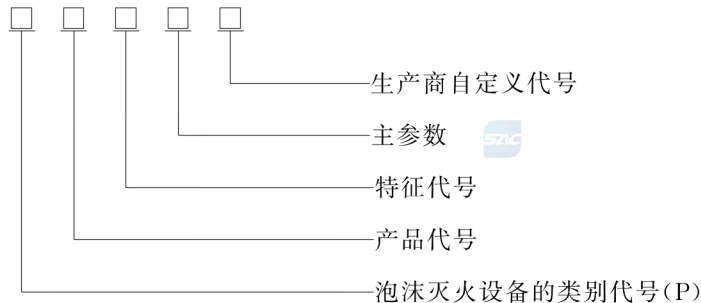 □ □ □ □ □
生产商自定义代号
主参数
SAC
特征代号
产品代号
泡沫灭火设备的类别代号(P)